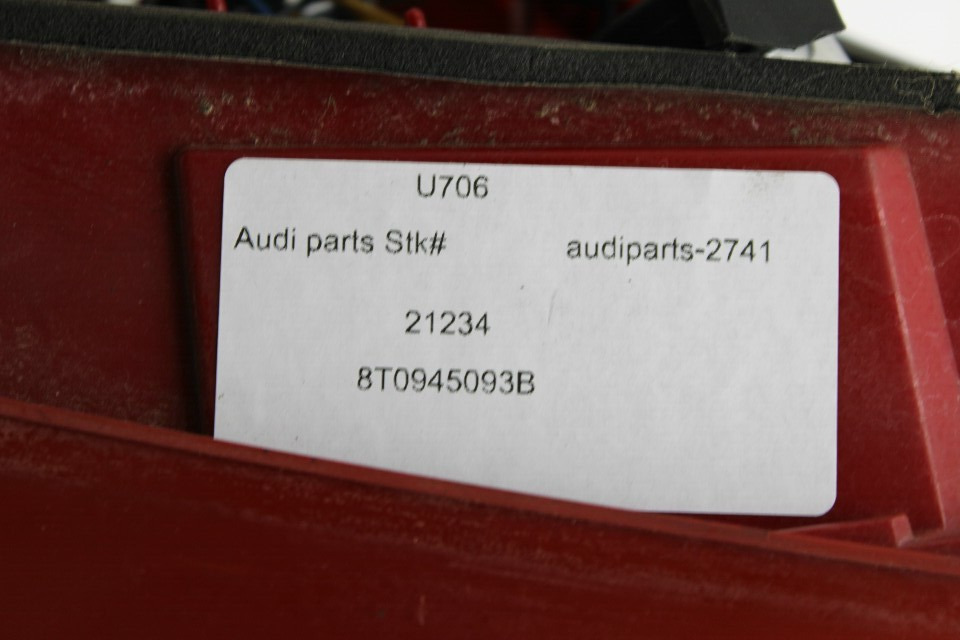 U706
Audi parts Stk# audiparts-2741
21234
8T0945093B